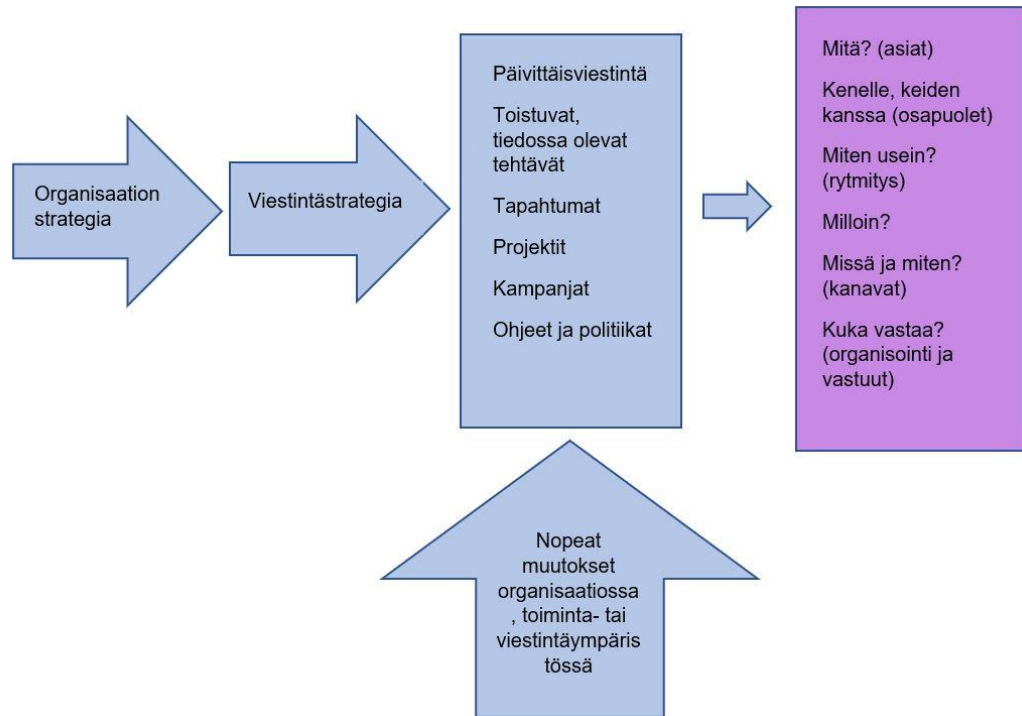 Organisaation
strategia
Viestintästrategia
Päivittäisviestintä
Toistuvat,
tiedossa olevat
tehtävät
Tapahtumat
Projektit
Kampanjat
Ohjeet ja politiikat
Mitä? (asiat)
Kenelle, keiden
kanssa (osapuolet)
Miten usein?
(rytmitys)
Milloin?
Missä ja miten?
(kanavat)
Kuka vastaa?
(organisointi ja
vastuut)
Nopeat
muutokset
organisaatiossa
, toiminta- tai
viestintäympäris
tössä